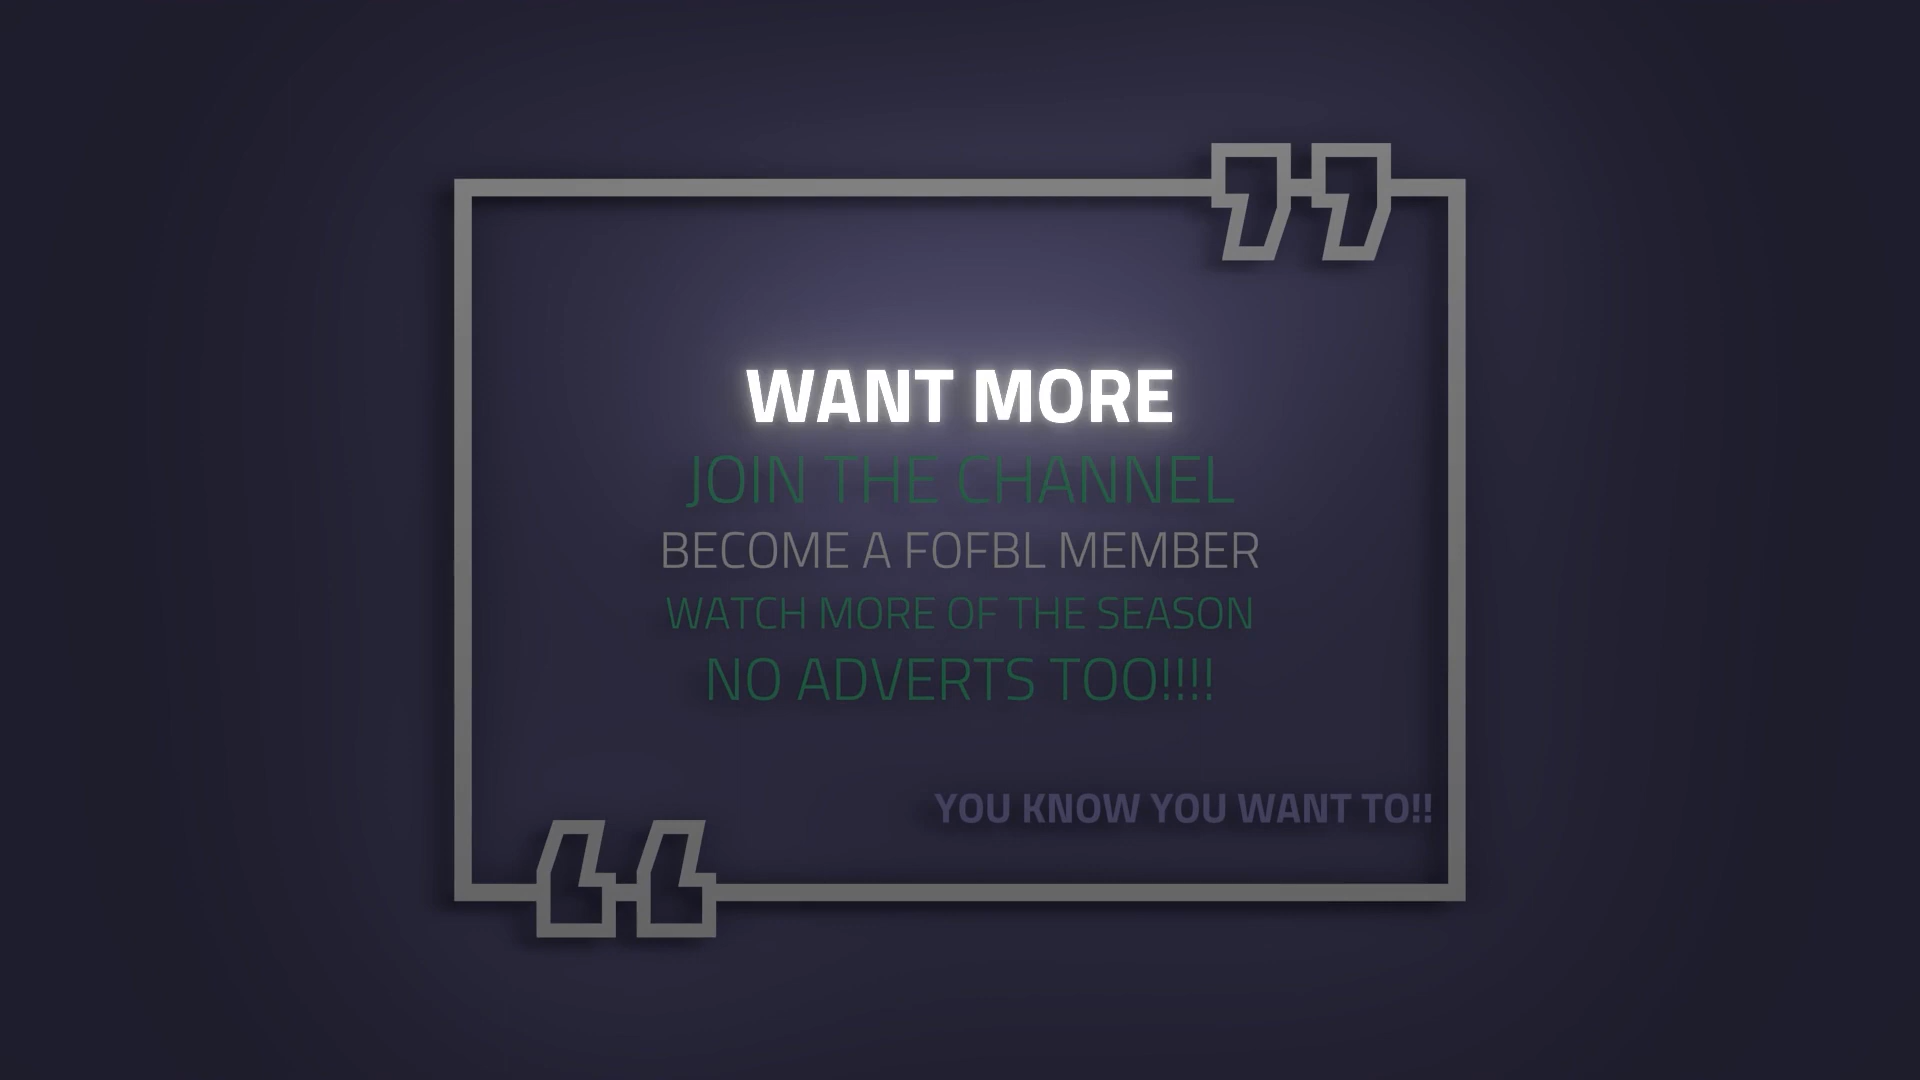 WANT MORE
JOIN THE CHANNEL
BECOME A FOFBL MEMBER
WATCH MORE OF THE SEASON
NO ADVERTS TOO!!!!
YOU KNOW YOU WANT TO!!